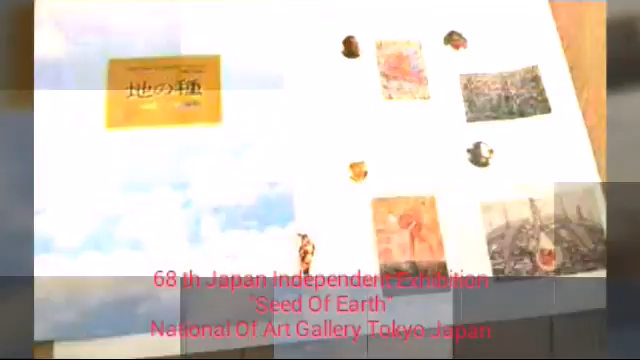 地の種
68 th Japan Independent Exhibition
"Seed Of Earth"
National Of Art Gallery Tokyo Japan